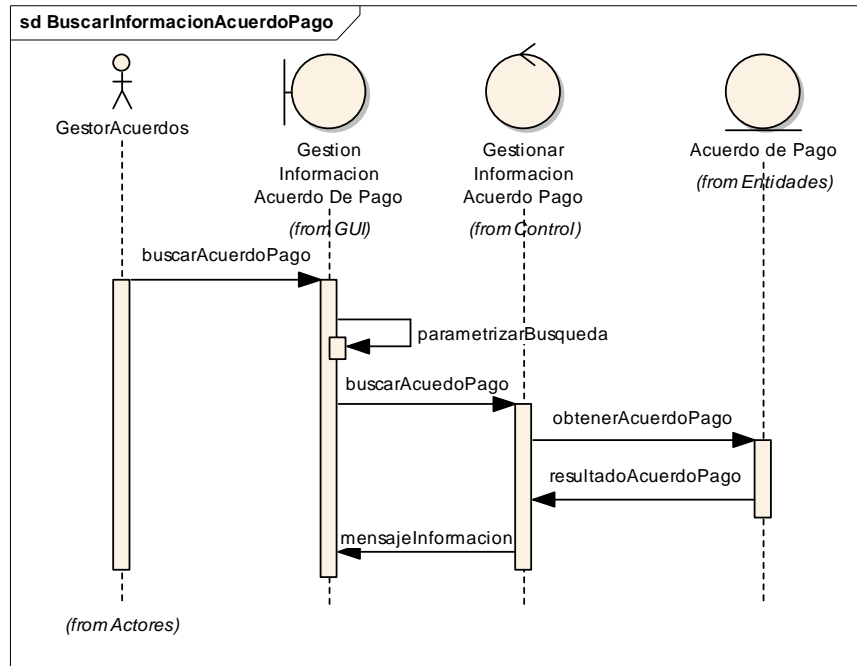 sd BuscarInformacionAcuerdoPago
GestorAcuerdos
Gestion
Informacion
Acuerdo De Pago
(from GUI)
Gestionar
Informacion
Acuerdo Pago
(from Control)
Acuerdo de Pago
(from Entidades)
buscarAcuerdoPago
parametrizarBusqueda
buscarAcuedoPago
obtenerAcuerdoPago
resultadoAcuerdoPago
mensajeInformacion
(from Actores)